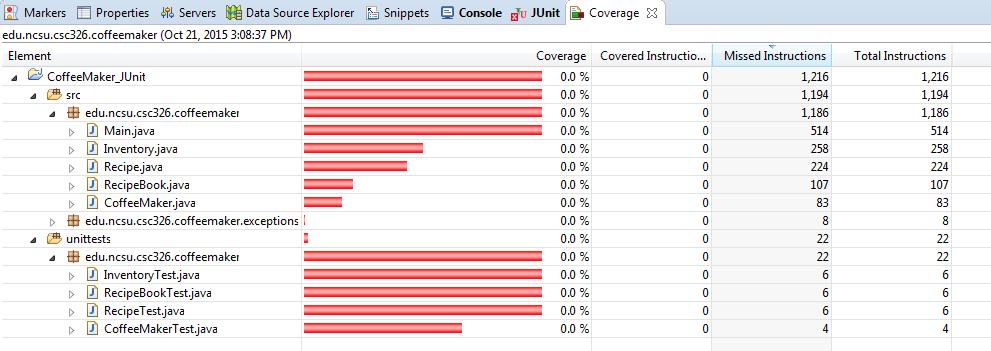 Markers Properties Servers Data Source Explorer Snippets Console JUnit Coverage
edu.ncsu.csc326.coffeemaker (Oct 21, 2015 3:08:37 PM)
Element Coverage Covered Instructio... Missed Instructions Total Instructions
CoffeeMaker_JUnit 0.0 % 0 1,216 1,216
src 0.0 % 0 1,194 1,194
edu.ncsu.csc326.coffeemaker 0.0 % 0 1,186 1,186
Main.java 0.0 % 0 514 514
Inventory.java 0.0 % 0 258 258
Recipe.java 0.0 % 0 224 224
RecipeBook.java 0.0 % 0 107 107
CoffeeMaker.java 0.0 % 0 83 83
edu.ncsu.csc326.coffeemaker.exceptions 0.0 % 0 8 8
unittests 0.0 % 0 22 22
edu.ncsu.csc326.coffeemaker 0.0 % 0 22 22
InventoryTest.java 0.0 % 0 6 6
RecipeBookTest.java 0.0 % 0 6 6
RecipeTest.java 0.0 % 0 6 6
CoffeeMakerTest.java 0.0 % 0 4 4